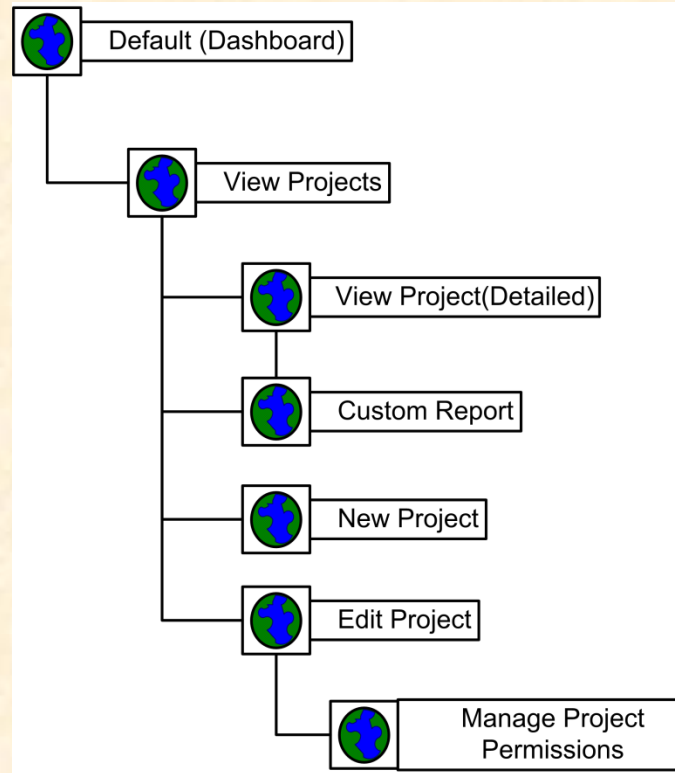 Default (Dashboard)
View Projects
View Project(Detailed)
Custom Report
New Project
Edit Project
Manage Project
Permissions